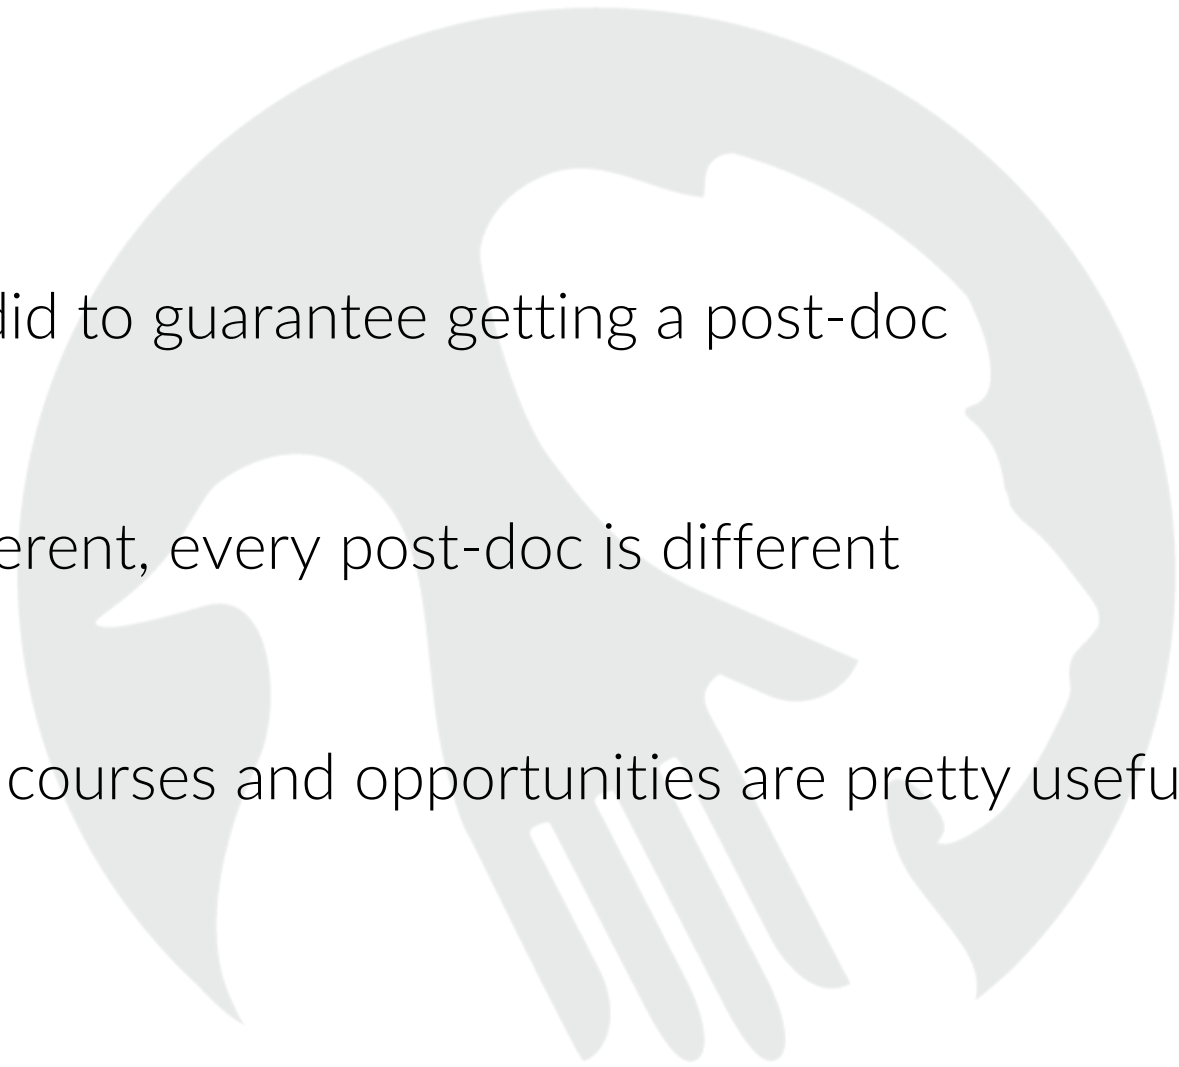 did to guarantee getting a post-doc
erent, every post-doc is different
courses and opportunities are pretty usefu